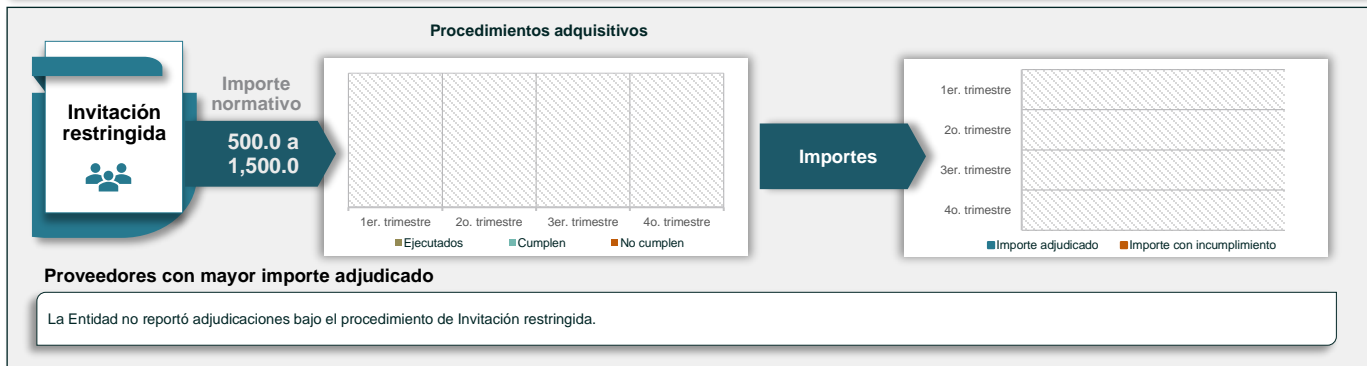 Procedimientos adquisitivos
Invitación
restringida
Importe
normativo
500.0 a
1,500.0
1er. trimestre 2o. trimestre 3er. trimestre 4o. trimestre
Ejecutados Cumplen No cumplen
Importes
1er. trimestre
2o. trimestre
3er. trimestre
4o. trimestre
Importe adjudicado Importe con incumplimiento
Proveedores con mayor importe adjudicado
La Entidad no reportó adjudicaciones bajo el procedimiento de Invitación restringida.